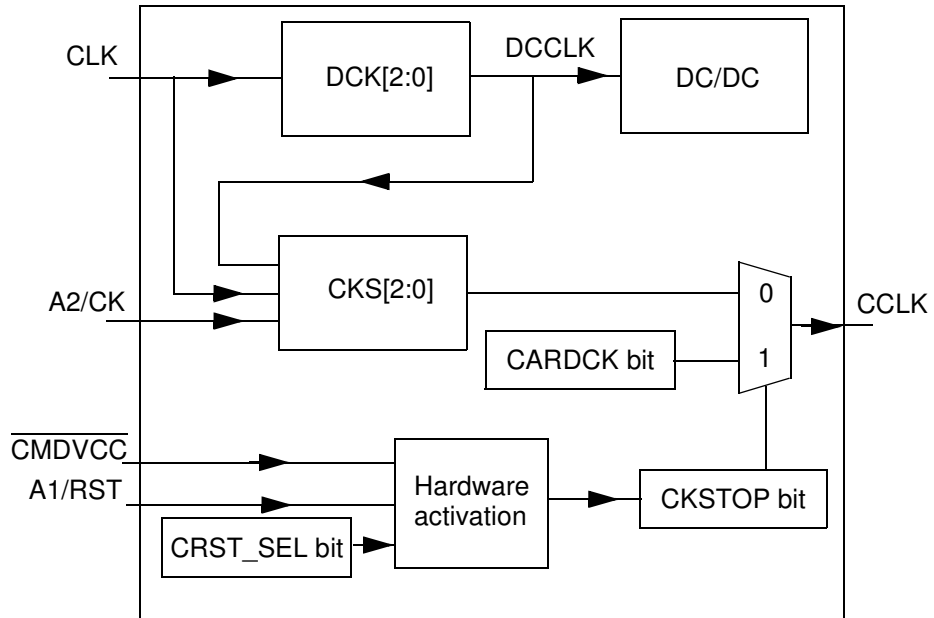 CLK
DCK[2:0]
DCCLK
DC/DC
A2/CK
CKS[2:0]
0
CCLK
CARDCK bit
1
CMDVCC
A1/RST
Hardware
activation
CKSTOP bit
CRST_SEL bit